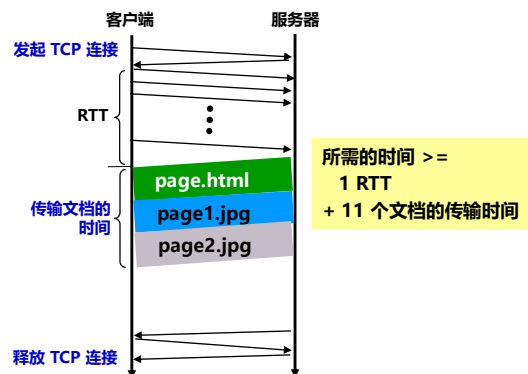 客户端
服务器
发起 TCP 连接
RTT
page.html
传输文档的
时间
page1.jpg
page2.jpg
所需的时间 >=
1 RTT
+ 11 个文档的传输时间
释放 TCP 连接